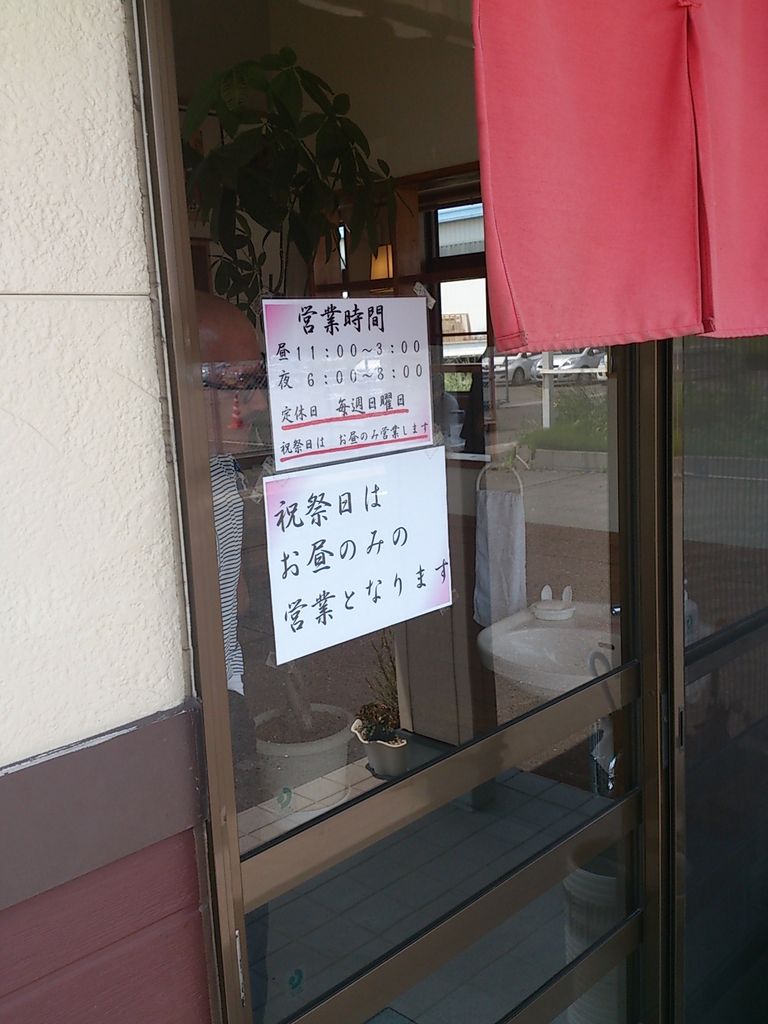 営業時間
昼11:00~3:00
夜 6:00~8:00
定休日 毎週日曜日
祝祭日は お昼のみ営業します
祝祭日は
お昼のみの
営業となります